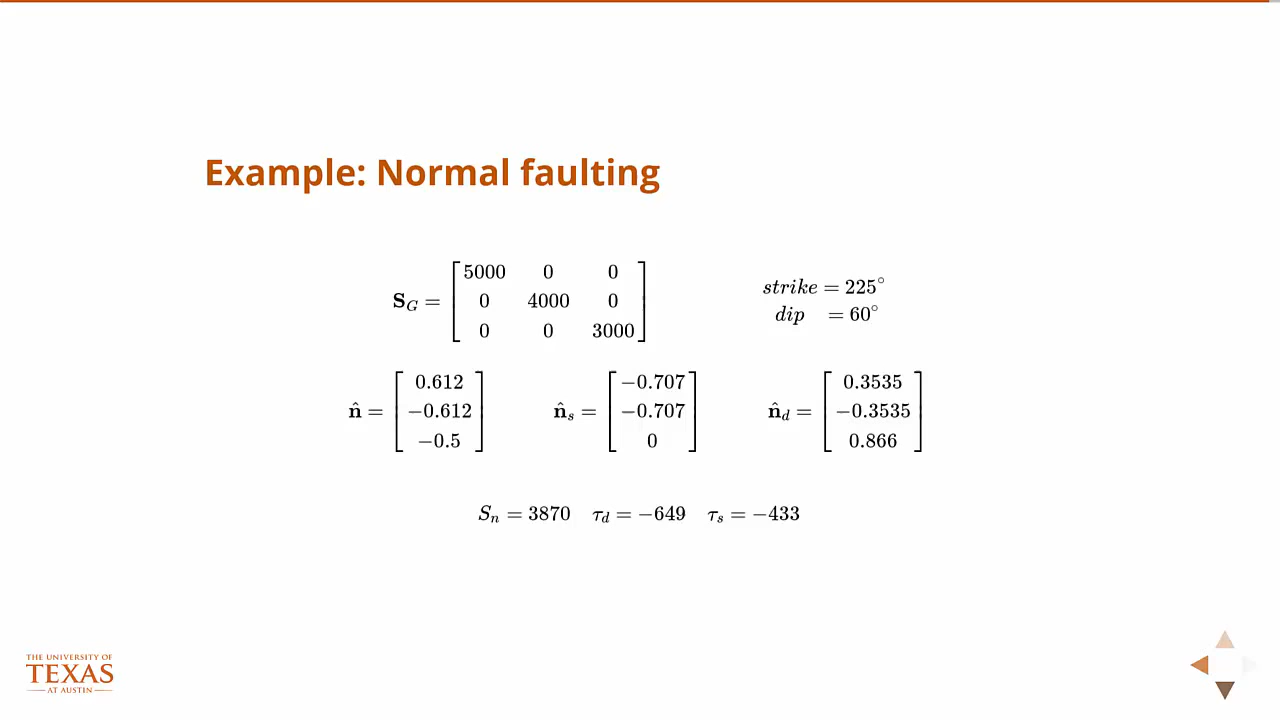 Example: Normal faulting
S_G = [5000 0 0; 0 4000 0; 0 0 3000]
strike = 225°
dip = 60°
n̂ = [0.612; −0.612; −0.5] n̂_s = [−0.707; −0.707; 0] n̂_d = [0.3535; −0.3535; 0.866]
S_n = 3870 τ_d = −649 τ_s = −433
THE UNIVERSITY OF
TEXAS
AT AUSTIN